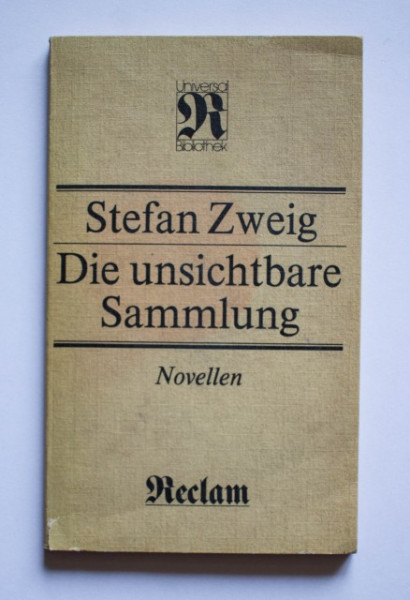 Universal
R
Bibliothek
Stefan Zweig
Die unsichtbare
Sammlung
Novellen
Reclam